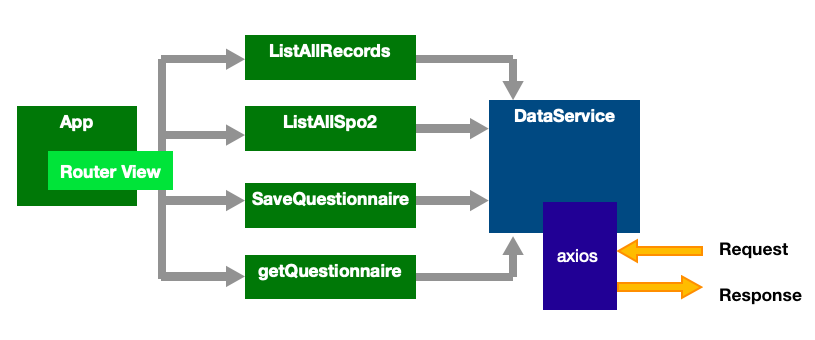 App
Router View
ListAllRecords
ListAllSpo2
SaveQuestionnaire
getQuestionnaire
DataService
axios
Request
Response